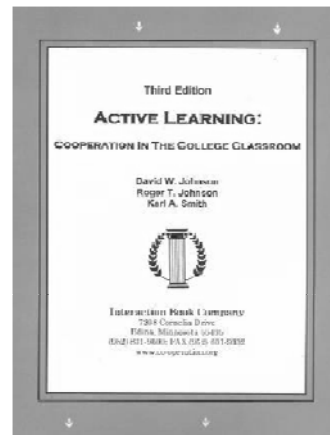 Third Edition
ACTIVE LEARNING:
COOPERATION IN THE COLLEGE CLASSROOM
David W. Johnson
Roger T. Johnson
Karl A. Smith
Interaction Book Company
7208 Cornelia Drive
Edina, Minnesota 55435
www.co-operation.org